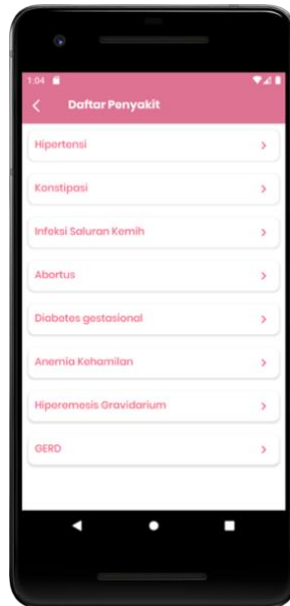 1:04
Daftar Penyakit
Hipertensi
Konstipasi
Infeksi Saluran Kemih
Abortus
Diabetes gestasional
Anemia Kehamilan
Hiperemesis Gravidarium
GERD